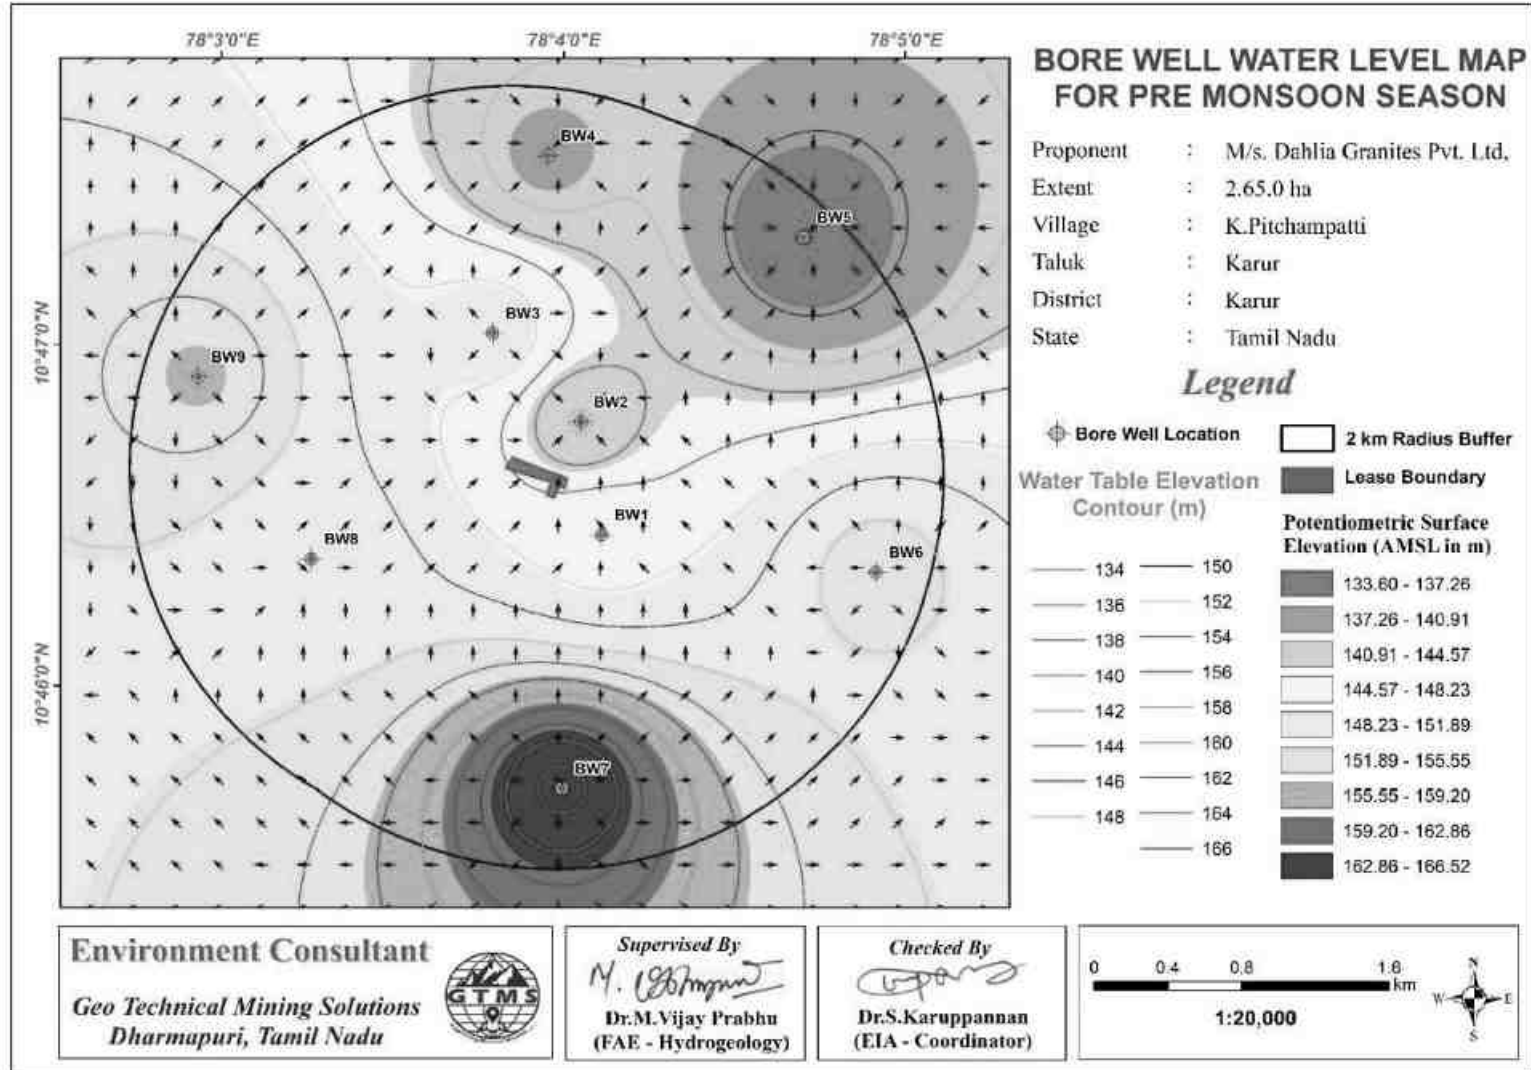 78°3'0"E 78°4'0"E 78°5'0"E
10°47'0"N
10°46'0"N
BW4
BW5
BW3
BW9
BW2
BW1
BW8
BW6
BW7
BORE WELL WATER LEVEL MAP
FOR PRE MONSOON SEASON
Proponent : M/s. Dahlia Granites Pvt. Ltd,
Extent : 2.65.0 ha
Village : K.Pitchampatti
Taluk : Karur
District : Karur
State : Tamil Nadu
Legend
Bore Well Location
2 km Radius Buffer
Lease Boundary
Water Table Elevation
Contour (m)
134
136
138
140
142
144
146
148
150
152
154
156
158
160
162
164
166
Potentiometric Surface
Elevation (AMSL in m)
133.60 - 137.26
137.26 - 140.91
140.91 - 144.57
144.57 - 148.23
148.23 - 151.89
151.89 - 155.55
155.55 - 159.20
159.20 - 162.86
162.86 - 166.52
Environment Consultant
Geo Technical Mining Solutions
Dharmapuri, Tamil Nadu
GTMS
Supervised By
Dr.M.Vijay Prabhu
(FAE - Hydrogeology)
Checked By
Dr.S.Karuppannan
(EIA - Coordinator)
0 0.4 0.8 1.6
km
1:20,000
N
W E
S